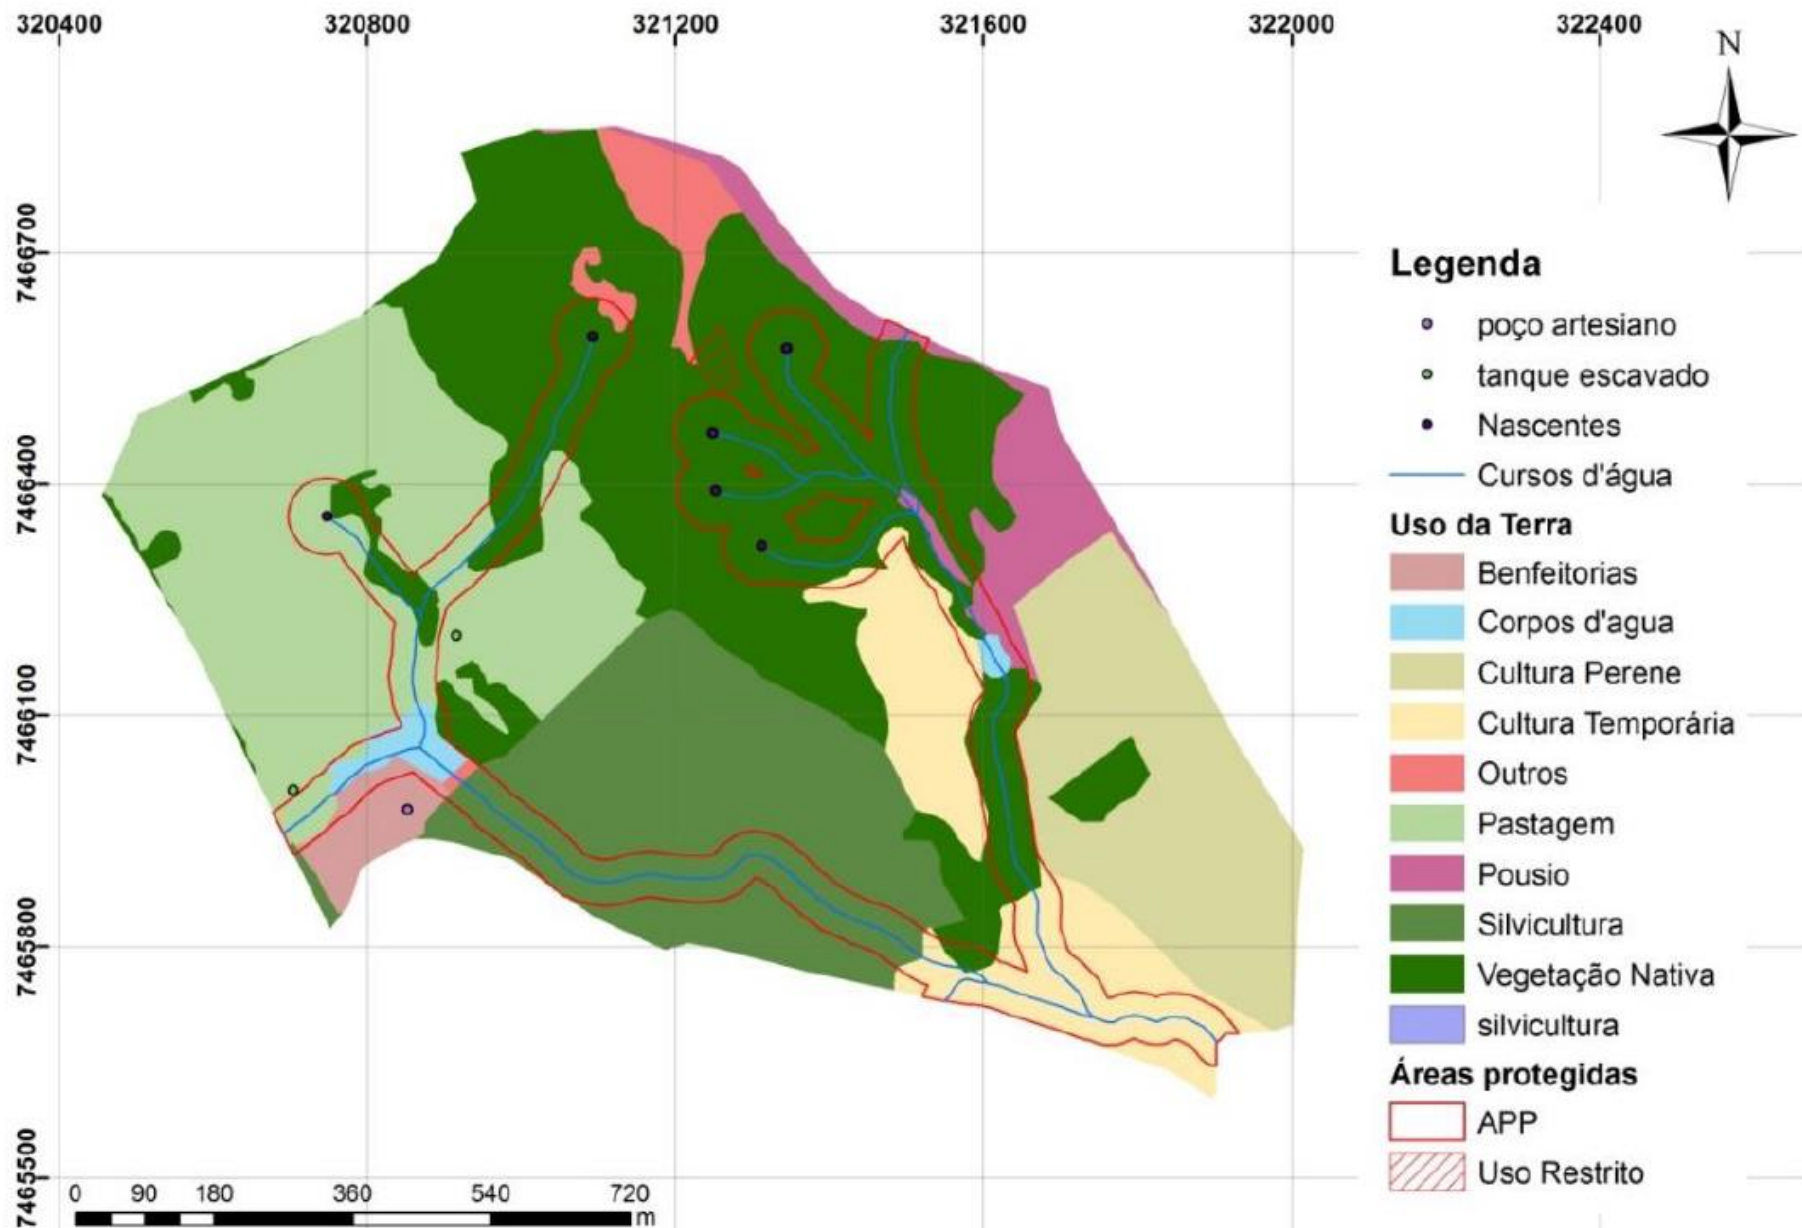 320400 320800 321200 321600 322000 322400
N
7466700
7466400
7466100
7465800
7465500
Legenda
poço artesiano
tanque escavado
Nascentes
Cursos d'água
Uso da Terra
Benfeitorias
Corpos d'agua
Cultura Perene
Cultura Temporária
Outros
Pastagem
Pousio
Silvicultura
Vegetação Nativa
silvicultura
Áreas protegidas
APP
Uso Restrito
0 90 180 360 540 720
m